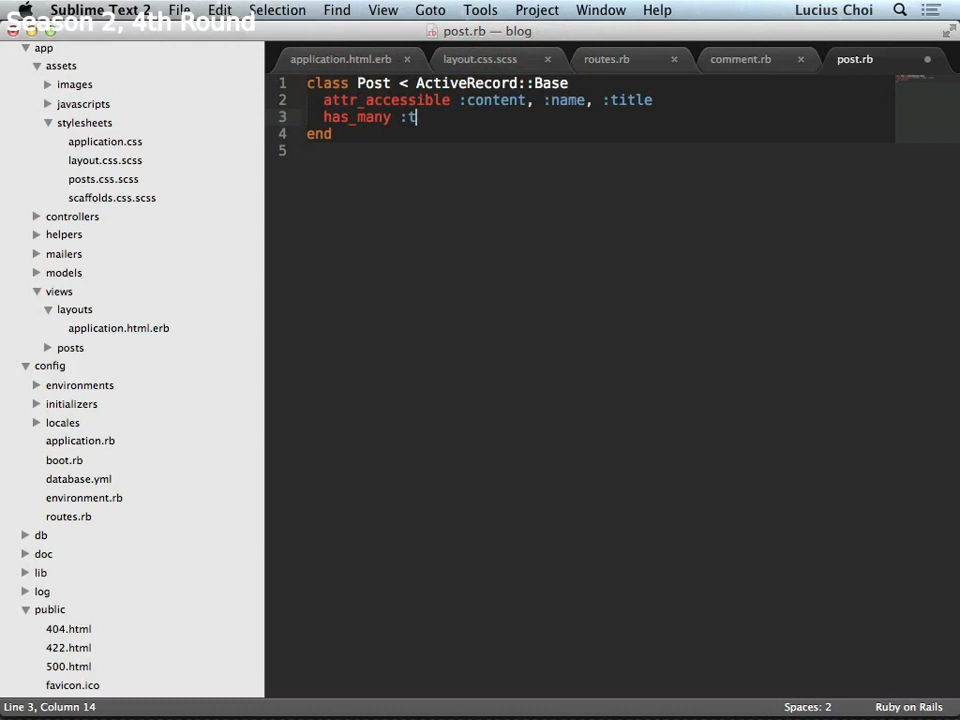 Sublime Text 2 File Edit Selection Find View Goto Tools Project Window Help Lucius Choi
Season 2, 4th Round
post.rb — blog
application.html.erb × layout.css.scss × routes.rb × comment.rb × post.rb
app
assets
images
javascripts
stylesheets
application.css
layout.css.scss
posts.css.scss
scaffolds.css.scss
controllers
helpers
mailers
models
views
layouts
application.html.erb
posts
config
environments
initializers
locales
application.rb
boot.rb
database.yml
environment.rb
routes.rb
db
doc
lib
log
public
404.html
422.html
500.html
favicon.ico
1 class Post < ActiveRecord::Base
2 attr_accessible :content, :name, :title
3 has_many :t
4 end
5
Line 3, Column 14 Spaces: 2 Ruby on Rails